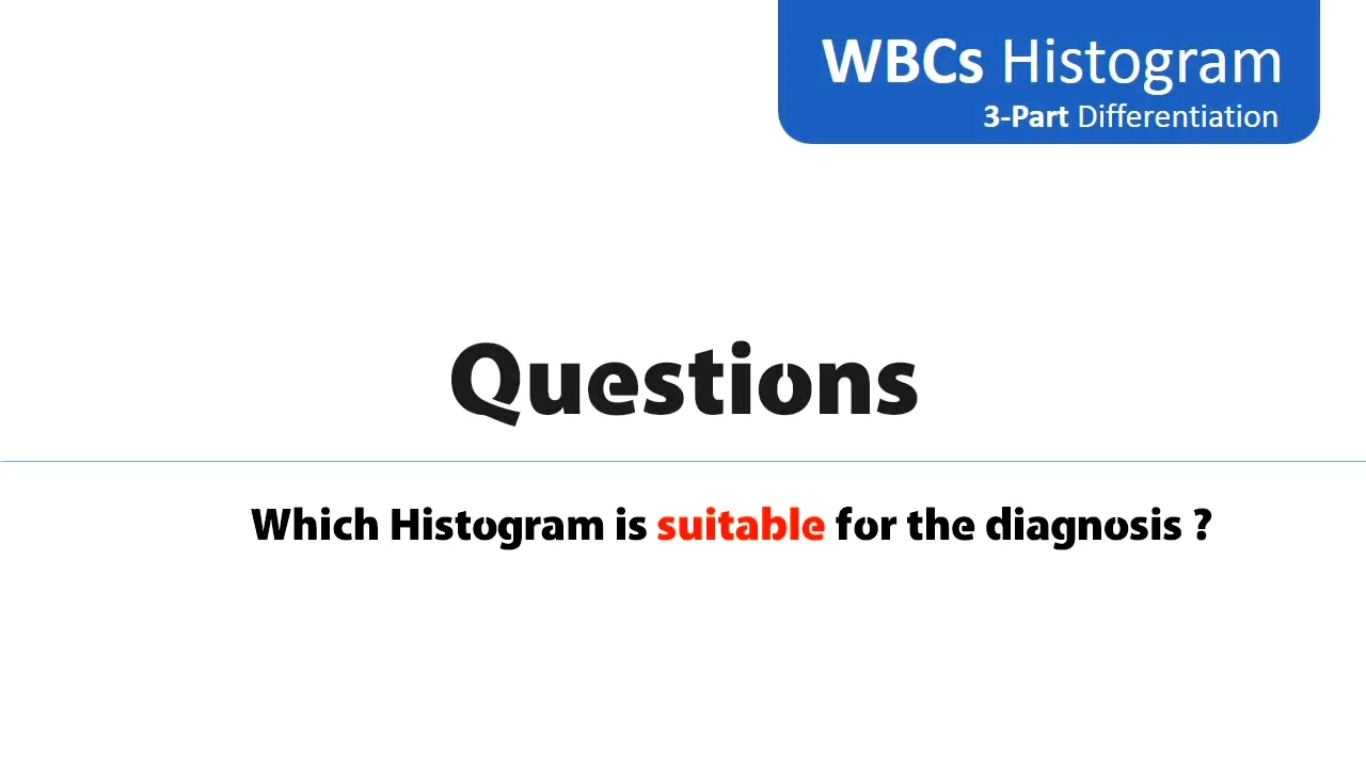 WBCs Histogram
3-Part Differentiation
Questions
Which Histogram is suitable for the diagnosis ?